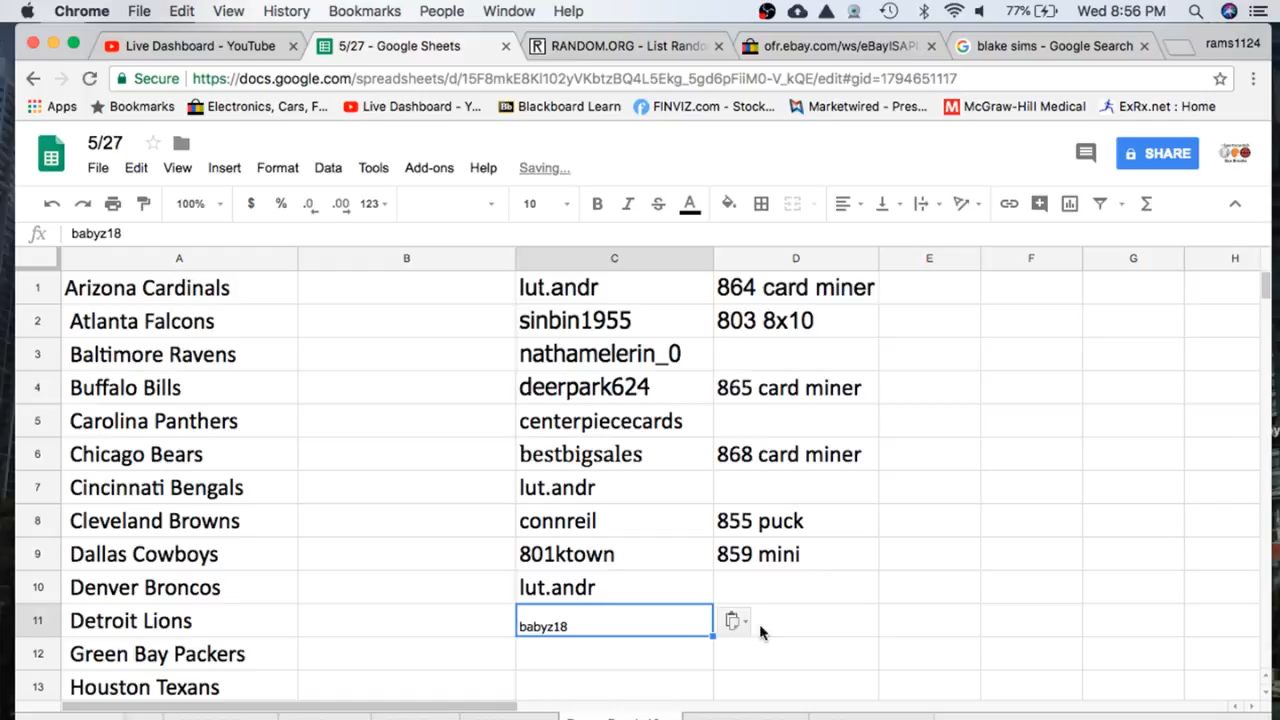 Chrome File Edit View History Bookmarks People Window Help 77% Wed 8:56 PM
Live Dashboard - YouTube 5/27 - Google Sheets RANDOM.ORG - List Rando ofr.ebay.com/ws/eBayISAPI blake sims - Google Search rams1124
Secure https://docs.google.com/spreadsheets/d/15F8mkE8Kl102yVKbtzBQ4L5Ekg_5gd6pFiiM0-V_kQE/edit#gid=1794651117
Apps Bookmarks Electronics, Cars, F... Live Dashboard - Y... Bb Blackboard Learn FINVIZ.com - Stock... Marketwired - Pres... McGraw-Hill Medical ExRx.net : Home
5/27
SHARE
File Edit View Insert Format Data Tools Add-ons Help Saving...
100% $ % .0 .00 123 10 B I S A
fx babyz18
A B C D E F G H
1 Arizona Cardinals lut.andr 864 card miner
2 Atlanta Falcons sinbin1955 803 8x10
3 Baltimore Ravens nathamelerin_0
4 Buffalo Bills deerpark624 865 card miner
5 Carolina Panthers centerpiececards
6 Chicago Bears bestbigsales 868 card miner
7 Cincinnati Bengals lut.andr
8 Cleveland Browns connreil 855 puck
9 Dallas Cowboys 801ktown 859 mini
10 Denver Broncos lut.andr
11 Detroit Lions babyz18
12 Green Bay Packers
13 Houston Texans